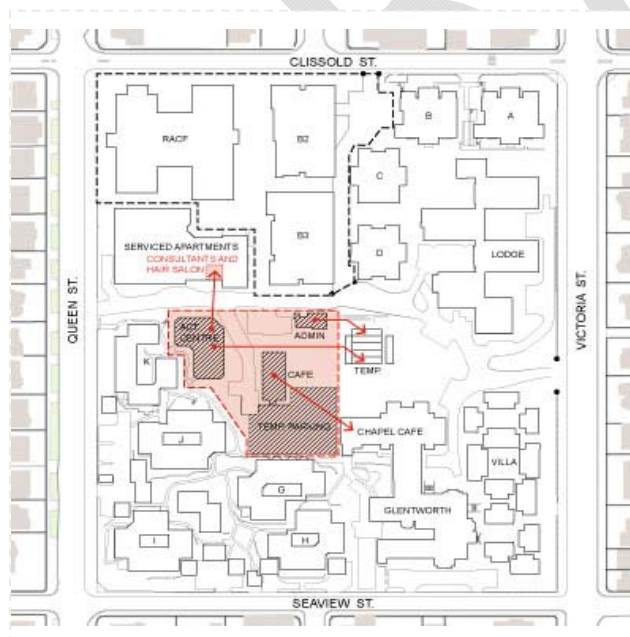 CLISSOLD ST.
RACF
B2
B
A
C
B3
D
SERVICED APARTMENTS
CONSULTANTS AND
HAIR SALON
LODGE
QUEEN ST.
VICTORIA ST.
ACT
CENTRE
ADMIN
TEMP
K
CAFE
TEMP PARKING
CHAPEL CAFE
J
VILLA
G
GLENTWORTH
I
H
SEAVIEW ST.